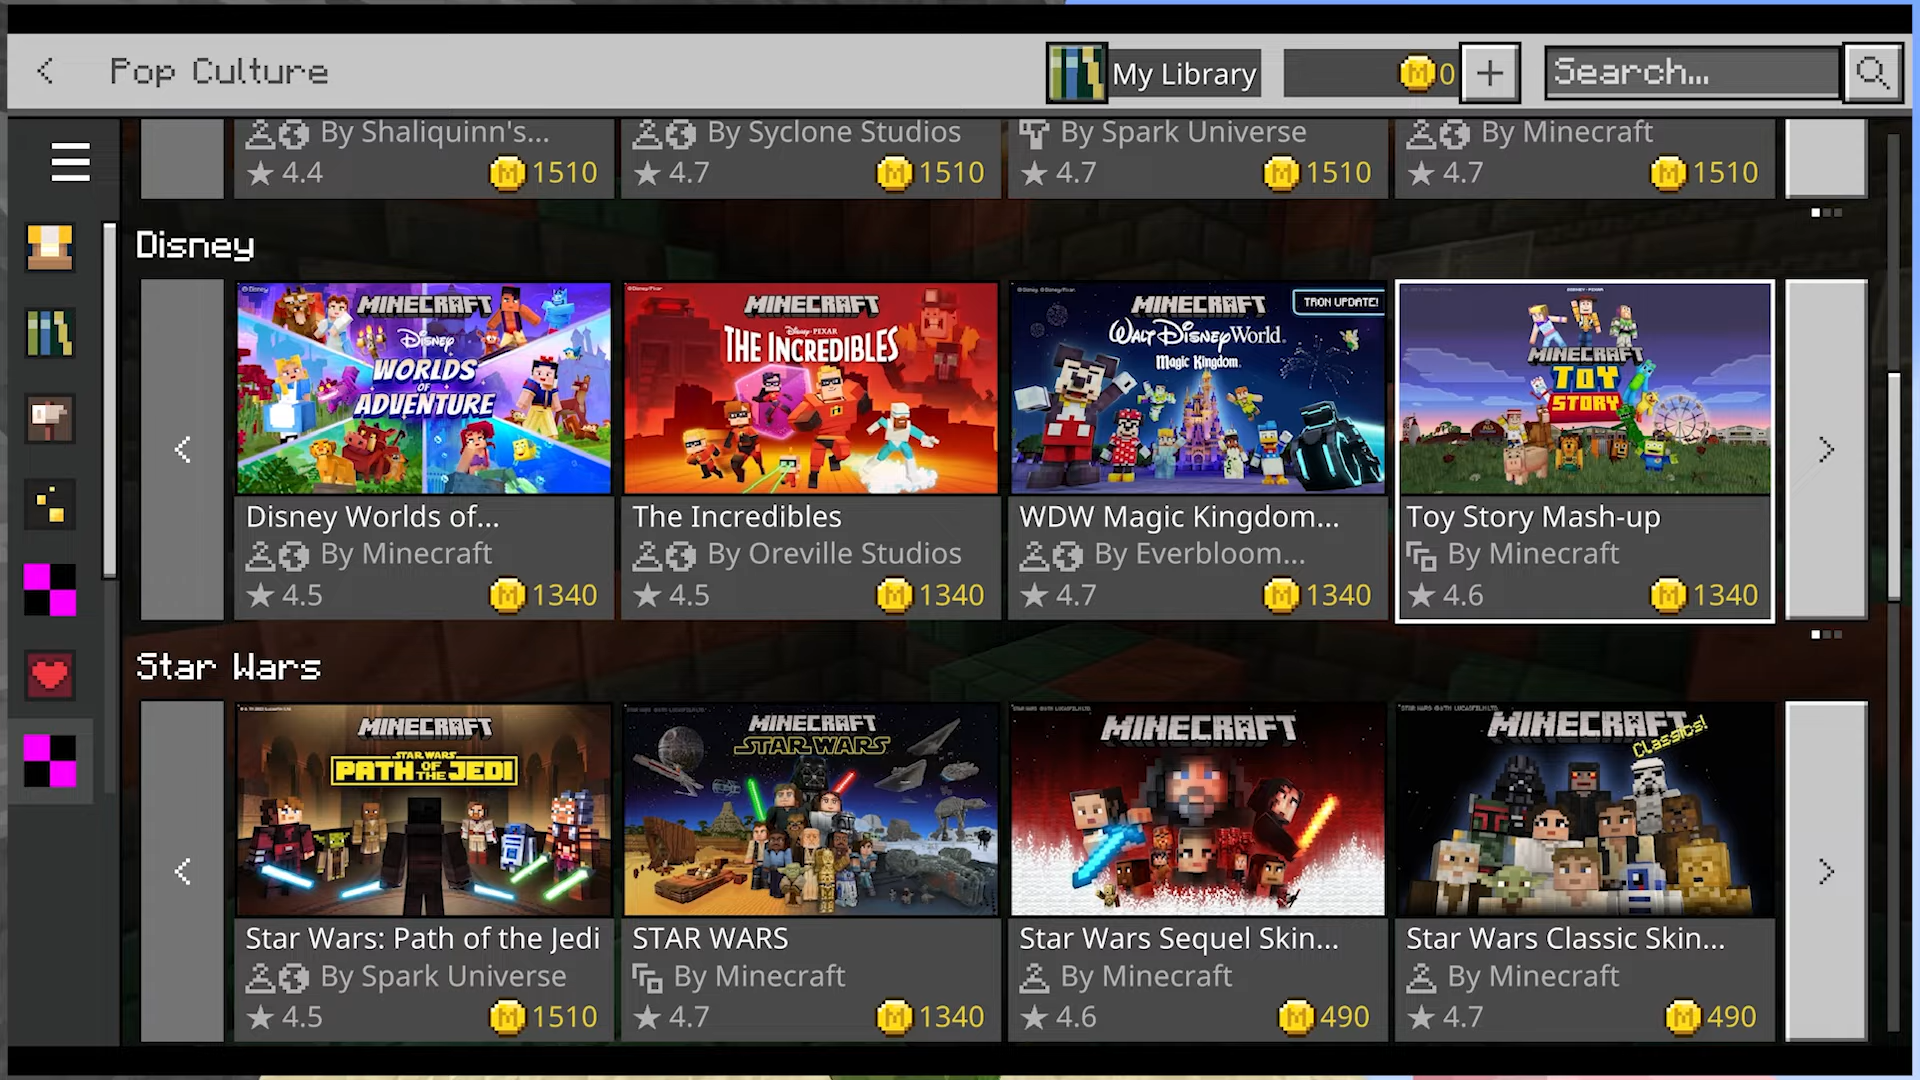 Pop Culture
My Library
0
Search...
By Shaliquinn's...
4.4
1510
By Syclone Studios
4.7
1510
By Spark Universe
4.7
1510
By Minecraft
4.7
1510
Disney
MINECRAFT
Disney
WORLDS
OF
ADVENTURE
Disney Worlds of...
By Minecraft
4.5
1340
MINECRAFT
Disney · PIXAR
THE INCREDIBLES
The Incredibles
By Oreville Studios
4.5
1340
MINECRAFT
TRON UPDATE!
Walt Disney World.
Magic Kingdom.
WDW Magic Kingdom...
By Everbloom...
4.7
1340
DISNEY · PIXAR
MINECRAFT
TOY
STORY
Toy Story Mash-up
By Minecraft
4.6
1340
Star Wars
MINECRAFT
STAR WARS
PATH OF THE JEDI
Star Wars: Path of the Jedi
By Spark Universe
4.5
1510
MINECRAFT
STAR WARS
STAR WARS
By Minecraft
4.7
1340
MINECRAFT
Star Wars Sequel Skin...
By Minecraft
4.6
490
MINECRAFT
Classics!
Star Wars Classic Skin...
By Minecraft
4.7
490